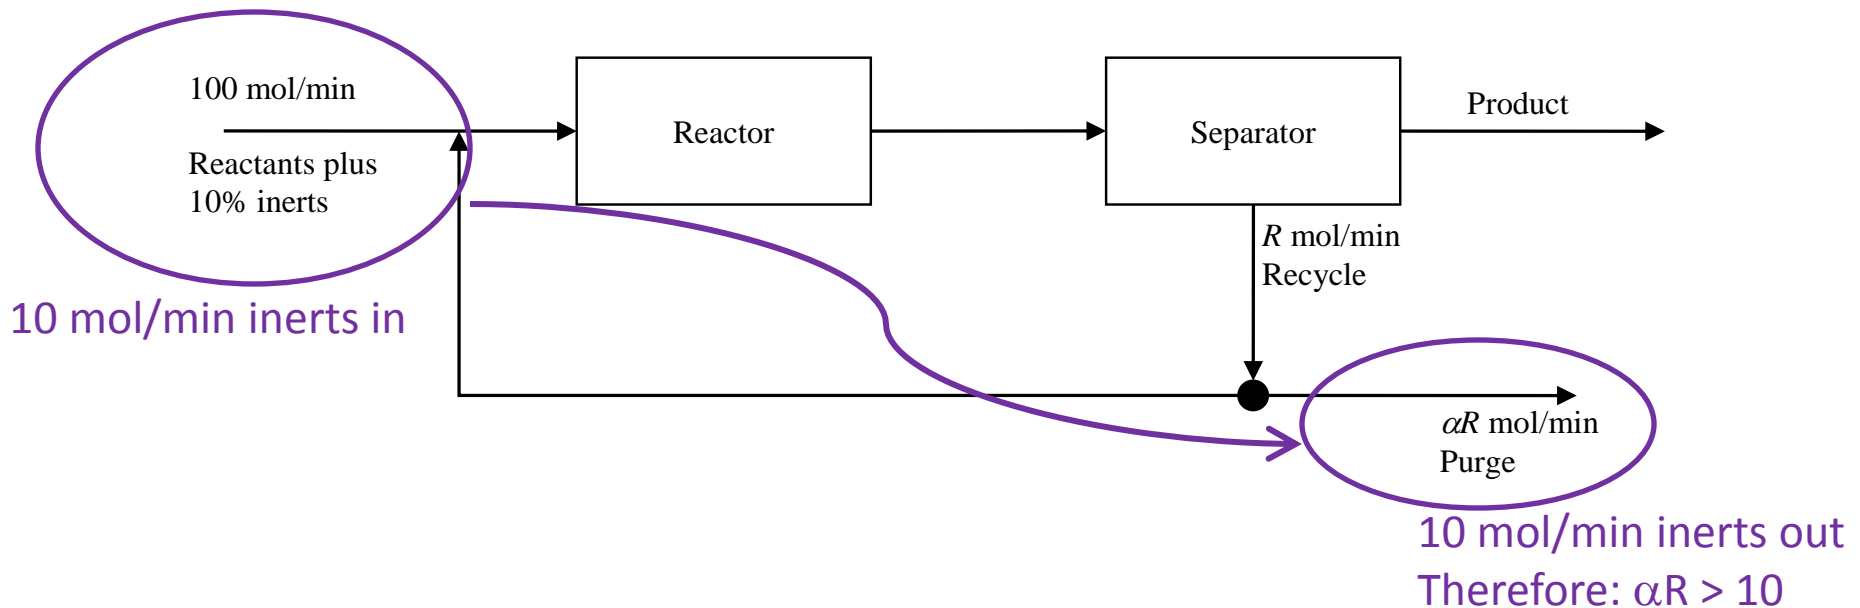 100 mol/min
Reactants plus
10% inerts
10 mol/min inerts in
Reactor
Separator
Product
R mol/min
Recycle
αR mol/min
Purge
10 mol/min inerts out
Therefore: αR > 10